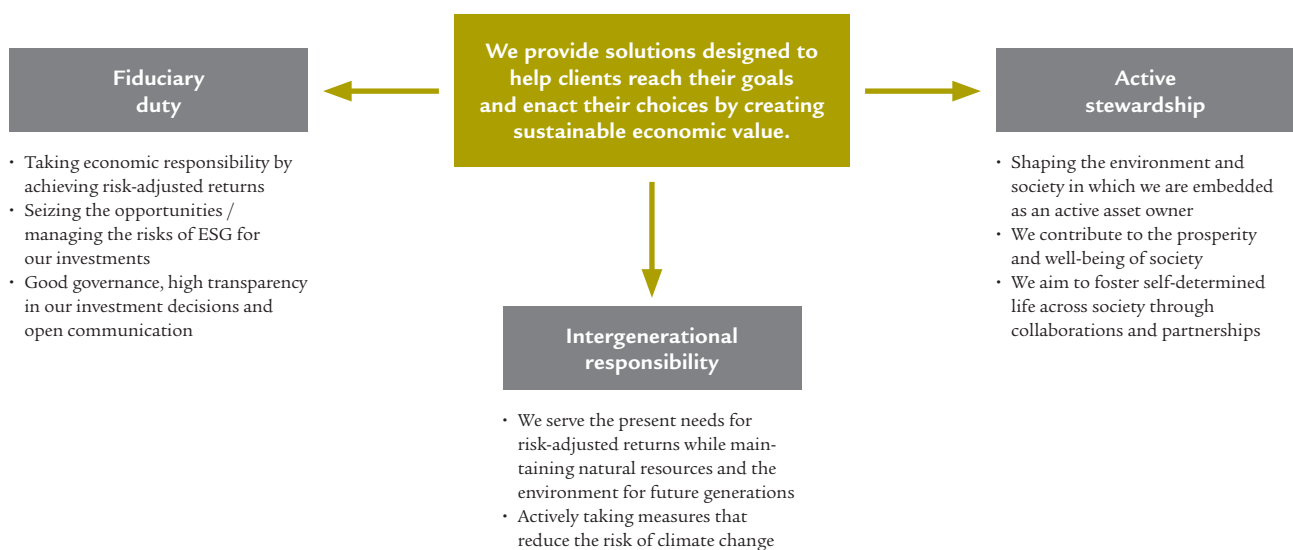 We provide solutions designed to
help clients reach their goals
and enact their choices by creating
sustainable economic value.
Fiduciary
duty
• Taking economic responsibility by
achieving risk-adjusted returns
• Seizing the opportunities /
managing the risks of ESG for
our investments
• Good governance, high transparency
in our investment decisions and
open communication
Intergenerational
responsibility
• We serve the present needs for
risk-adjusted returns while main-
taining natural resources and the
environment for future generations
• Actively taking measures that
reduce the risk of climate change
Active
stewardship
• Shaping the environment and
society in which we are embedded
as an active asset owner
• We contribute to the prosperity
and well-being of society
• We aim to foster self-determined
life across society through
collaborations and partnerships